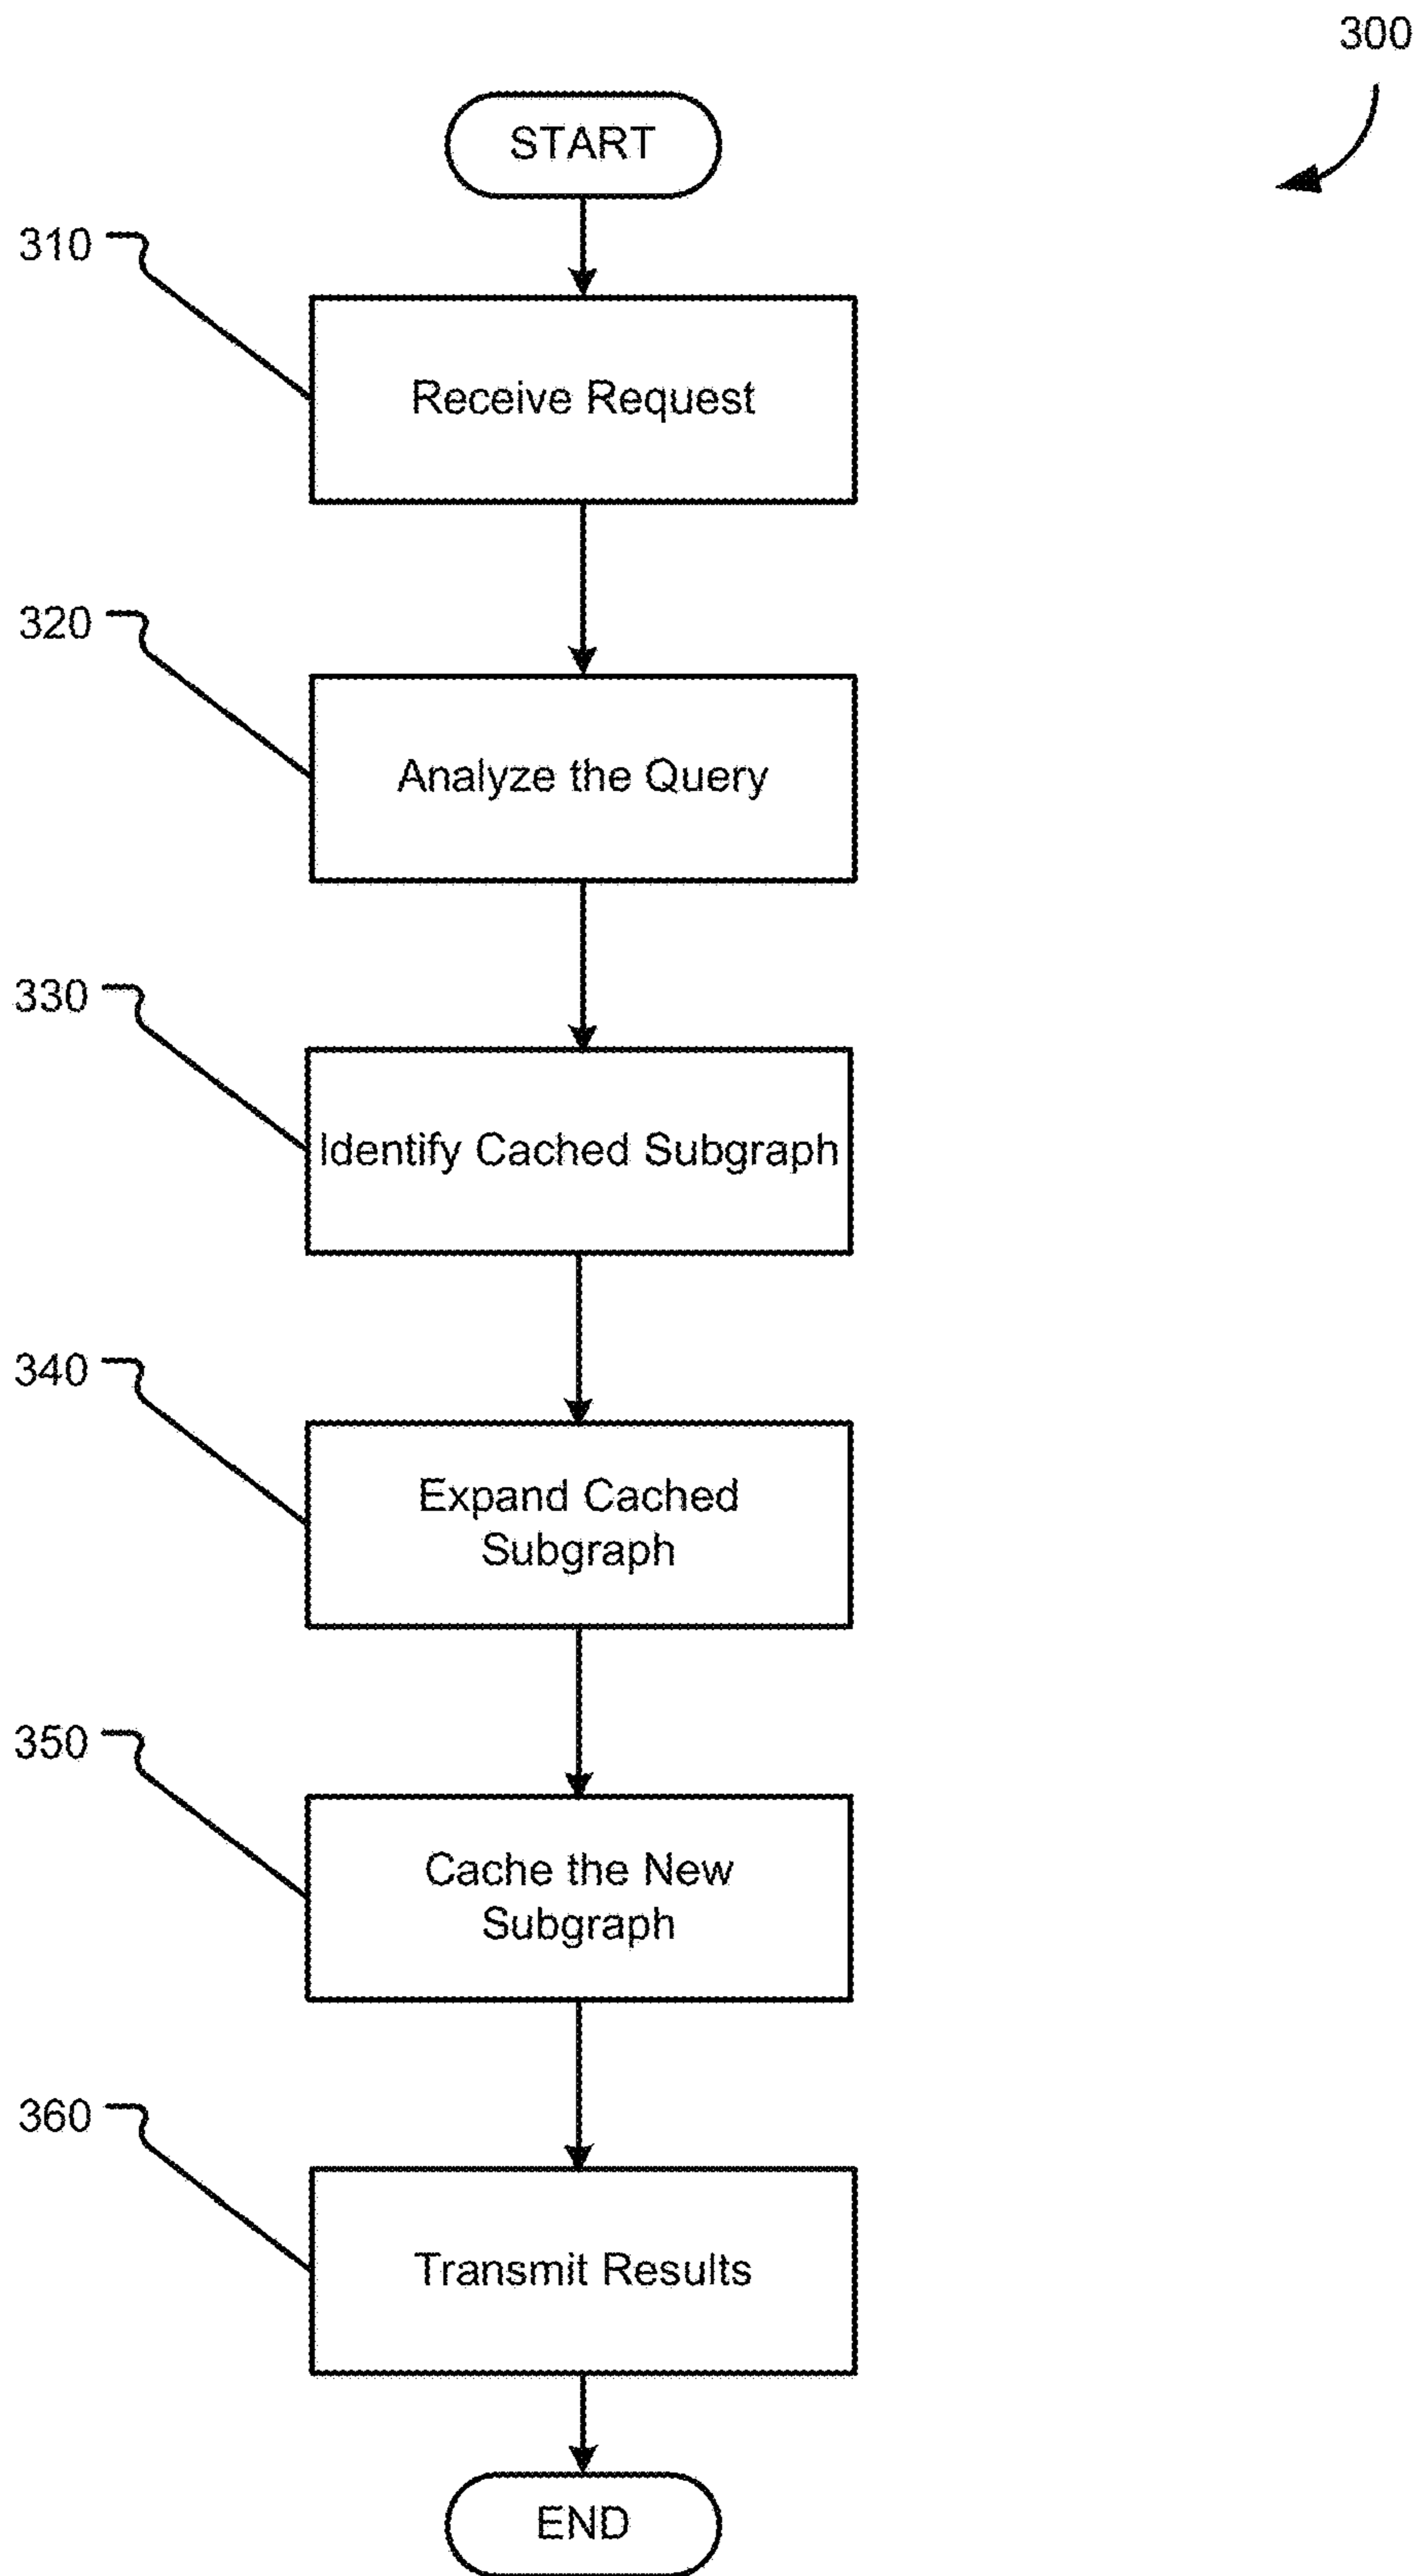 300
START
310
Receive Request
320
Analyze the Query
330
Identify Cached Subgraph
340
Expand Cached
Subgraph
350
Cache the New
Subgraph
360
Transmit Results
END